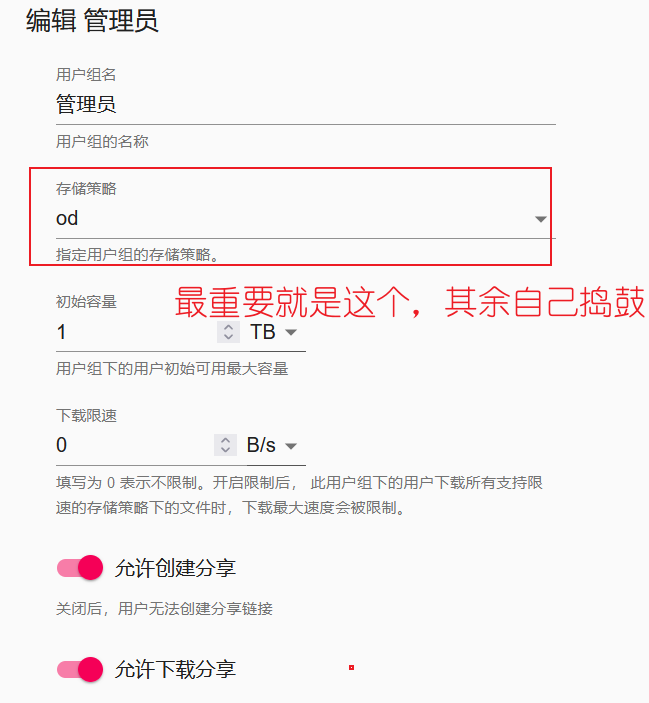 编辑 管理员
用户组名
管理员
用户组的名称
存储策略
od
指定用户组的存储策略。
初始容量
最重要就是这个，其余自己捣鼓
1 TB
用户组下的用户初始可用最大容量
下载限速
0 B/s
填写为 0 表示不限制。开启限制后， 此用户组下的用户下载所有支持限
速的存储策略下的文件时，下载最大速度会被限制。
允许创建分享
关闭后，用户无法创建分享链接
允许下载分享